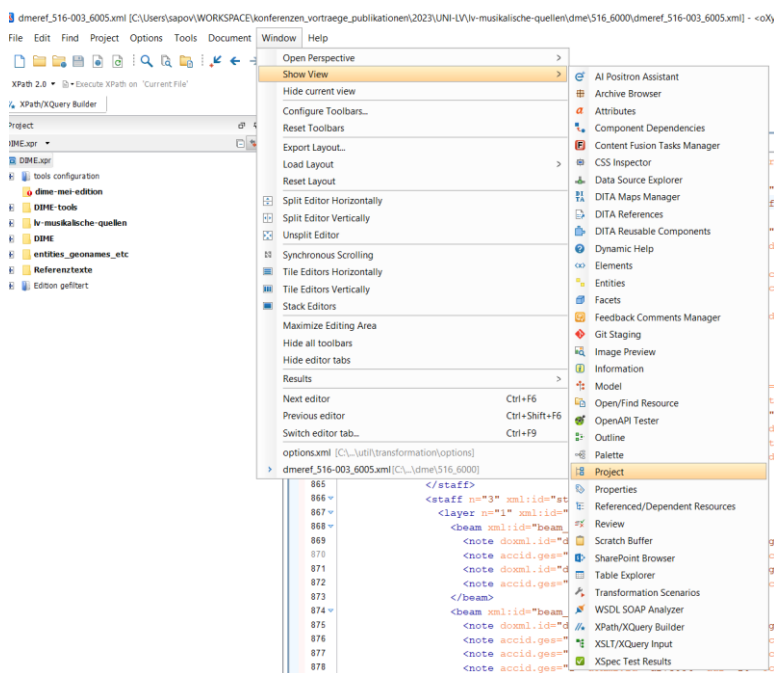 dmeref_516-003_6005.xml [C:\Users\sapov\WORKSPACE\konferenzen_vortraege_publikationen\2023\UNI-LV\lv-musikalische-quellen\dme\516_6000\dmeref_516-003_6005.xml] - <oXy
File Edit Find Project Options Tools Document Window Help
XPath 2.0 Execute XPath on 'Current File'
XPath/XQuery Builder
Project
DIME.xpr
DIME.xpr
tools configuration
dime-mei-edition
DIME-tools
lv-musikalische-quellen
DIME
entities_geonames_etc
Referenztexte
Edition gefiltert
Open Perspective
Show View
Hide current view
Configure Toolbars...
Reset Toolbars
Export Layout...
Load Layout
Reset Layout
Split Editor Horizontally
Split Editor Vertically
Unsplit Editor
Synchronous Scrolling
Tile Editors Horizontally
Tile Editors Vertically
Stack Editors
Maximize Editing Area
Hide all toolbars
Hide editor tabs
Results
Next editor Ctrl+F6
Previous editor Ctrl+Shift+F6
Switch editor tab... Ctrl+F9
options.xml [C:\...\util\transformation\options]
dmeref_516-003_6005.xml [C:\...\dme\516_6000]
AI Positron Assistant
Archive Browser
Attributes
Component Dependencies
Content Fusion Tasks Manager
CSS Inspector
Data Source Explorer
DITA Maps Manager
DITA References
DITA Reusable Components
Dynamic Help
Elements
Entities
Facets
Feedback Comments Manager
Git Staging
Image Preview
Information
Model
Open/Find Resource
OpenAPI Tester
Outline
Palette
Project
Properties
Referenced/Dependent Resources
Review
Scratch Buffer
SharePoint Browser
Table Explorer
Transformation Scenarios
WSDL SOAP Analyzer
XPath/XQuery Builder
XSLT/XQuery Input
XSpec Test Results
865 </staff>
866 <staff n="3" xml:id="st
867 <layer n="1" xml:id="
868 <beam xml:id="beam_
869 <note doxml.id="d
870 <note accid.ges="
871 <note doxml.id="d
872 <note accid.ges="
873 </beam>
874 <beam xml:id="beam_
875 <note doxml.id="d
876 <note accid.ges="
877 <note doxml.id="d
878 <note accid.ges="